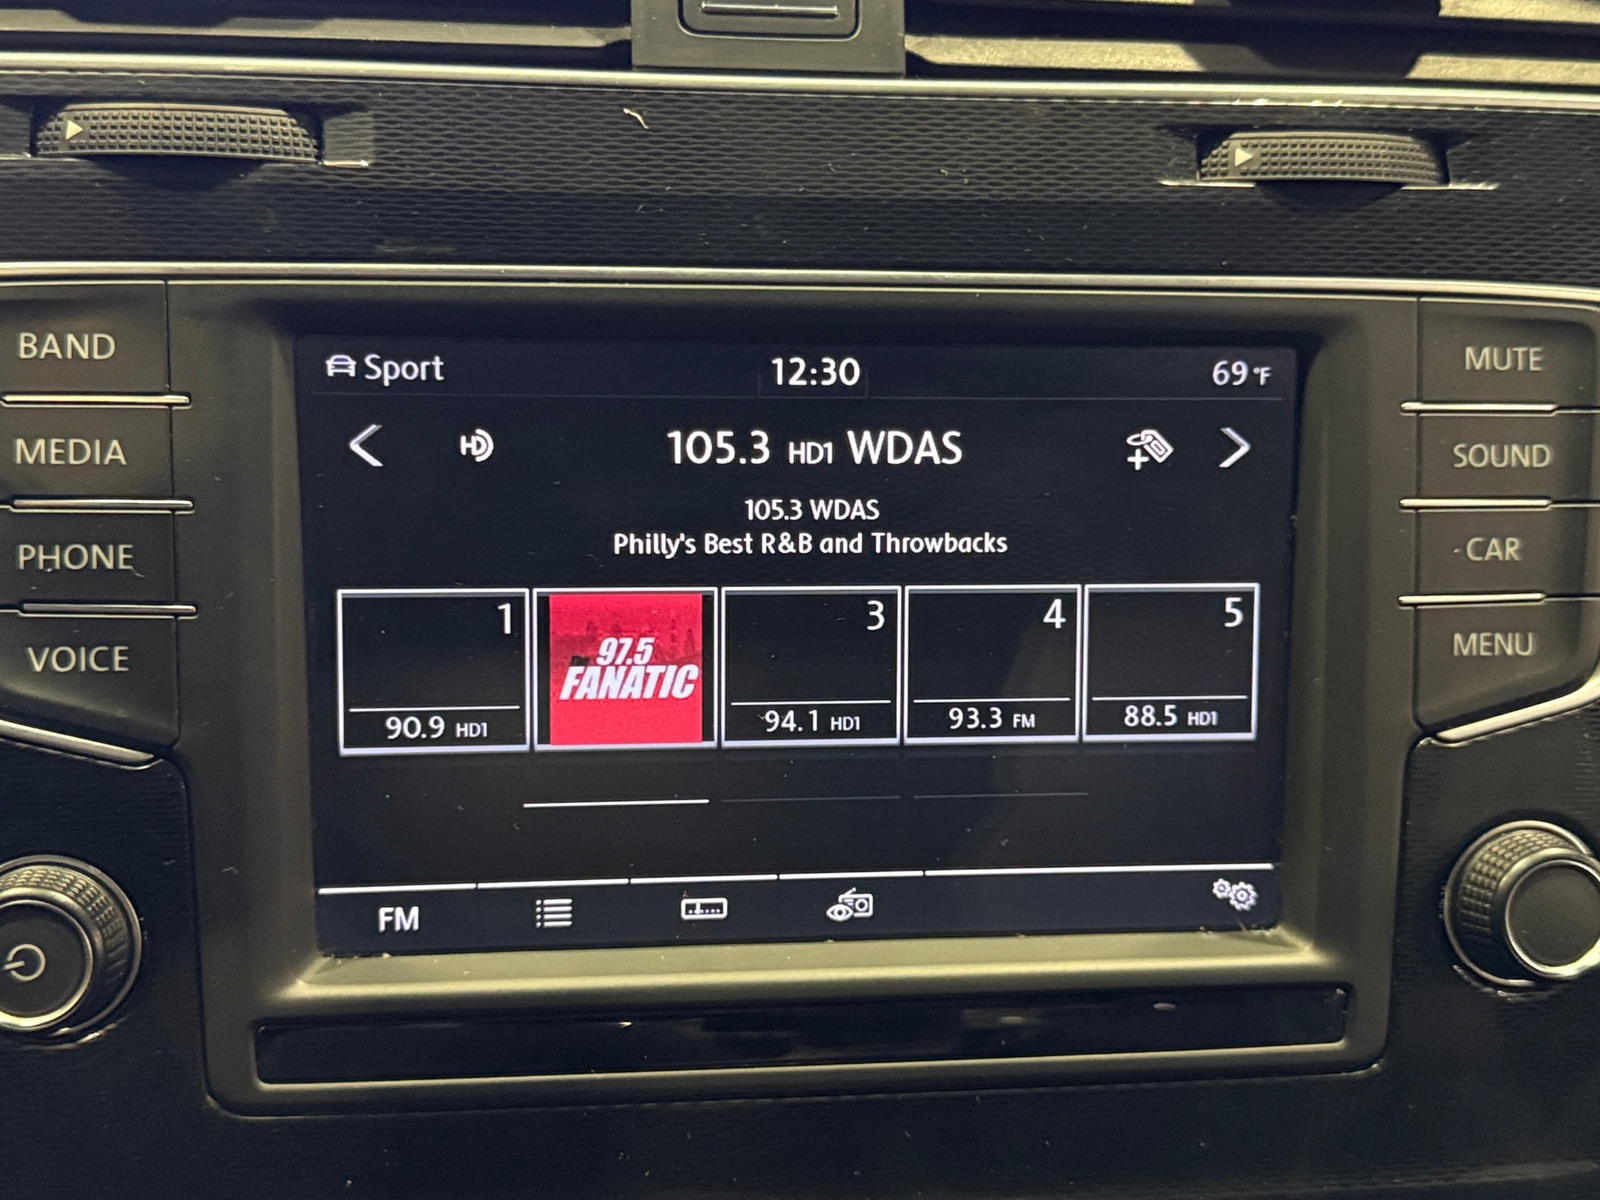 BAND
MEDIA
PHONE
VOICE
Sport
12:30
69°F
HD
105.3 HD1 WDAS
105.3 WDAS
Philly's Best R&B and Throwbacks
1
90.9 HD1
97.5
FANATIC
3
94.1 HD1
4
93.3 FM
5
88.5 HD1
FM
MUTE
SOUND
CAR
MENU